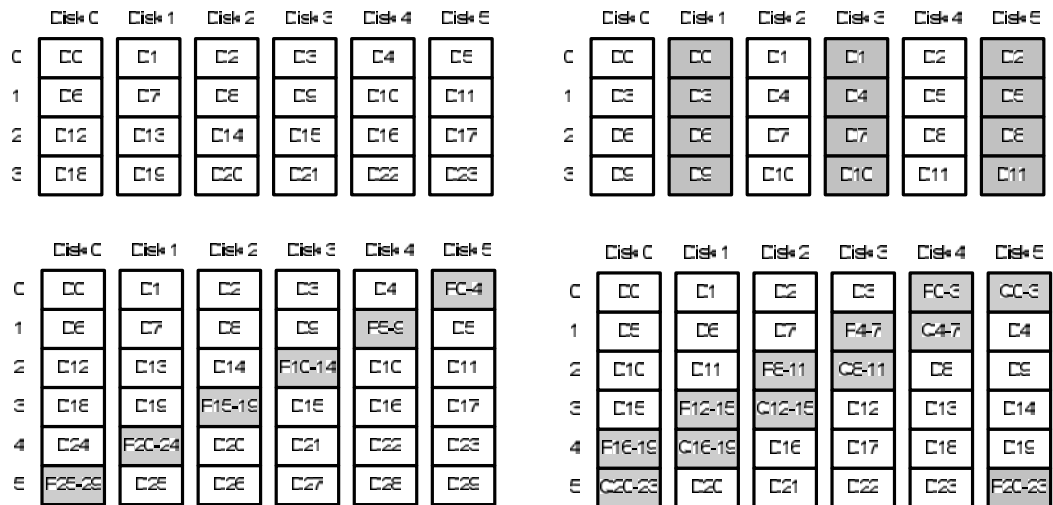 Disk 0 Disk 1 Disk 2 Disk 3 Disk 4 Disk 5
0 D0 D1 D2 D3 D4 D5
1 D6 D7 D8 D9 D10 D11
2 D12 D13 D14 D15 D16 D17
3 D18 D19 D20 D21 D22 D23
Disk 0 Disk 1 Disk 2 Disk 3 Disk 4 Disk 5
0 D0 D0 D1 D1 D2 D2
1 D3 D3 D4 D4 D5 D5
2 D6 D6 D7 D7 D8 D8
3 D9 D9 D10 D10 D11 D11
Disk 0 Disk 1 Disk 2 Disk 3 Disk 4 Disk 5
0 D0 D1 D2 D3 D4 P0-4
1 D6 D7 D8 D9 P5-9 D5
2 D12 D13 D14 P10-14 D10 D11
3 D18 D19 P15-19 D15 D16 D17
4 D24 P20-24 D20 D21 D22 D23
5 P25-29 D25 D26 D27 D28 D29
Disk 0 Disk 1 Disk 2 Disk 3 Disk 4 Disk 5
0 D0 D1 D2 D3 P0-3 Q0-3
1 D5 D6 D7 P4-7 Q4-7 D4
2 D10 D11 P8-11 Q8-11 D8 D9
3 D15 P12-15 Q12-15 D12 D13 D14
4 P16-19 Q16-19 D16 D17 D18 D19
5 Q20-23 D20 D21 D22 D23 P20-23